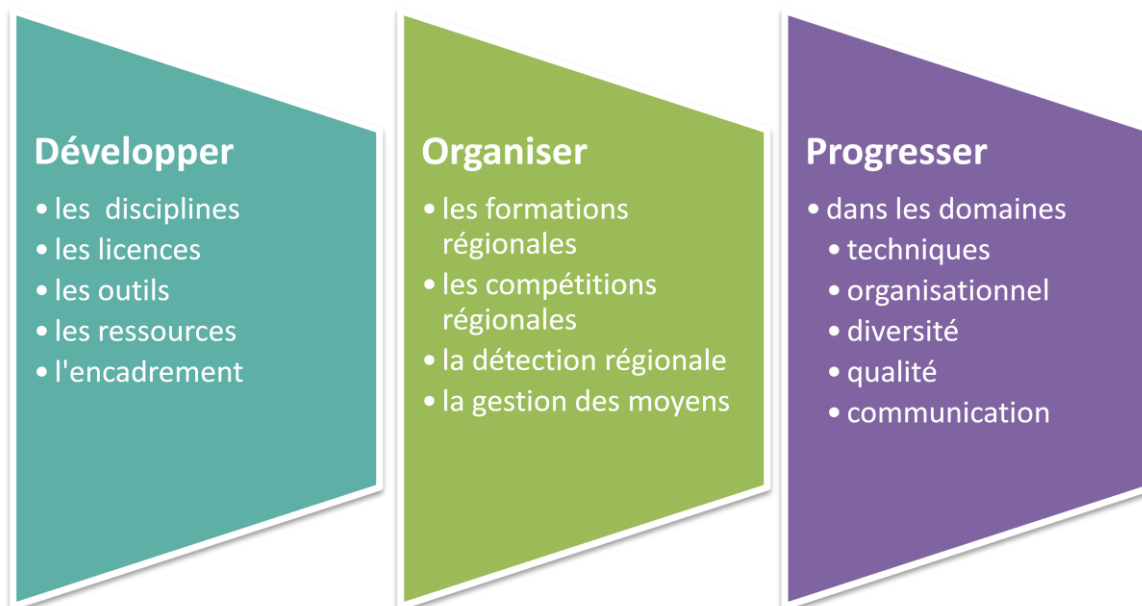 Développer
• les  disciplines
• les licences
• les outils
• les ressources
• l'encadrement
Organiser
• les formations
régionales
• les compétitions
régionales
• la détection régionale
• la gestion des moyens
Progresser
• dans les domaines
• techniques
• organisationnel
• diversité
• qualité
• communication